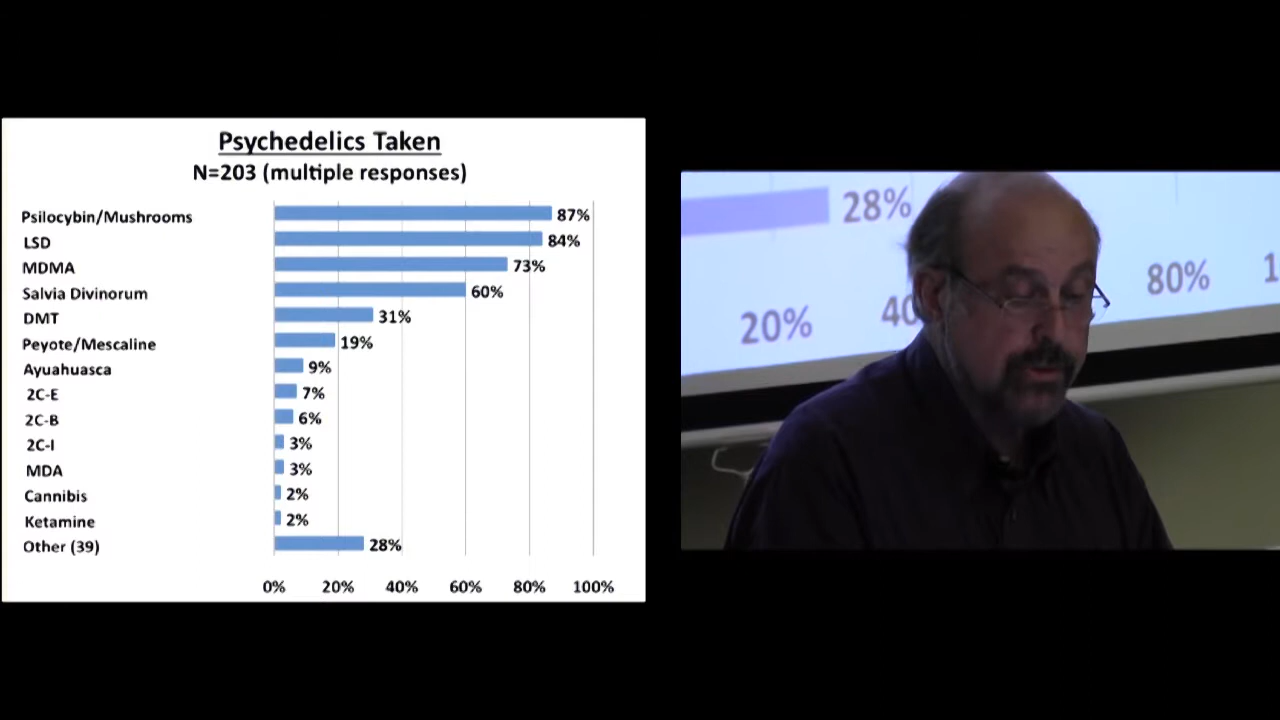 Psychedelics Taken
N=203 (multiple responses)
Psilocybin/Mushrooms 87%
LSD 84%
MDMA 73%
Salvia Divinorum 60%
DMT 31%
Peyote/Mescaline 19%
Ayuahuasca 9%
2C-E 7%
2C-B 6%
2C-I 3%
MDA 3%
Cannibis 2%
Ketamine 2%
Other (39) 28%
0% 20% 40% 60% 80% 100%
28%
20% 80%